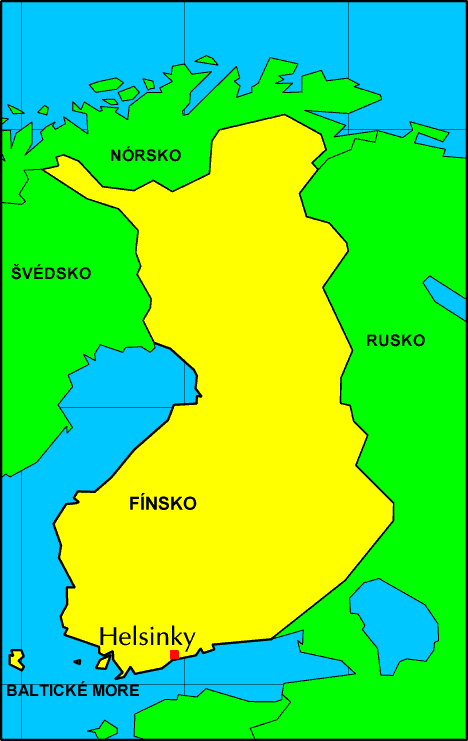 NÓRSKO
ŠVÉDSKO
RUSKO
FÍNSKO
Helsinky
BALTICKÉ MORE